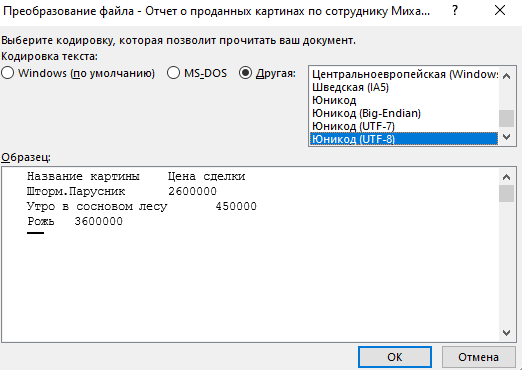 Преобразование файла - Отчет о проданных картинах по сотруднику Миха...
?
Выберите кодировку, которая позволит прочитать ваш документ.
Кодировка текста:
Windows (по умолчанию) MS-DOS Другая:
Центральноевропейская (Windows
Шведская (IA5)
Юникод
Юникод (Big-Endian)
Юникод (UTF-7)
Юникод (UTF-8)
Образец:
Название картины Цена сделки
Шторм.Парусник 2600000
Утро в сосновом лесу 450000
Рожь 3600000
ОК Отмена